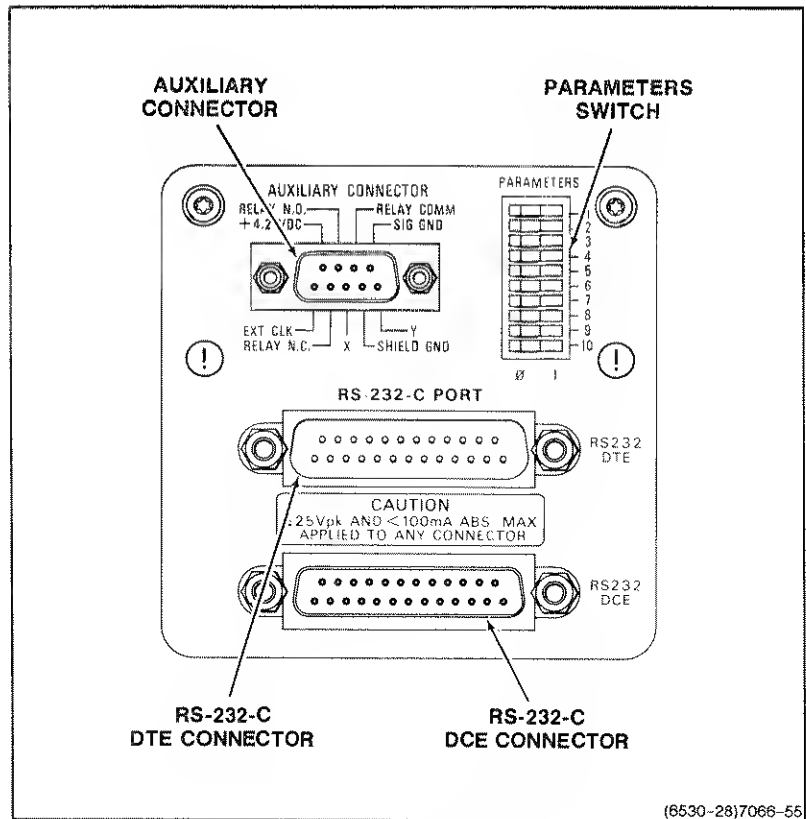 AUXILIARY
CONNECTOR
PARAMETERS
SWITCH
AUXILIARY CONNECTOR
RELAY N.O.
RELAY COMM
+4.2 VDC
SIG GND
EXT CLK
Y
RELAY N.C.
X
SHIELD GND
PARAMETERS
1
2
3
4
5
6
7
8
9
10
Ø
1
!
!
RS-232-C PORT
RS232
DTE
CAUTION
25Vpk AND <100mA ABS MAX
APPLIED TO ANY CONNECTOR
RS232
DCE
RS-232-C
DTE CONNECTOR
RS-232-C
DCE CONNECTOR
(6530-28)7066-55